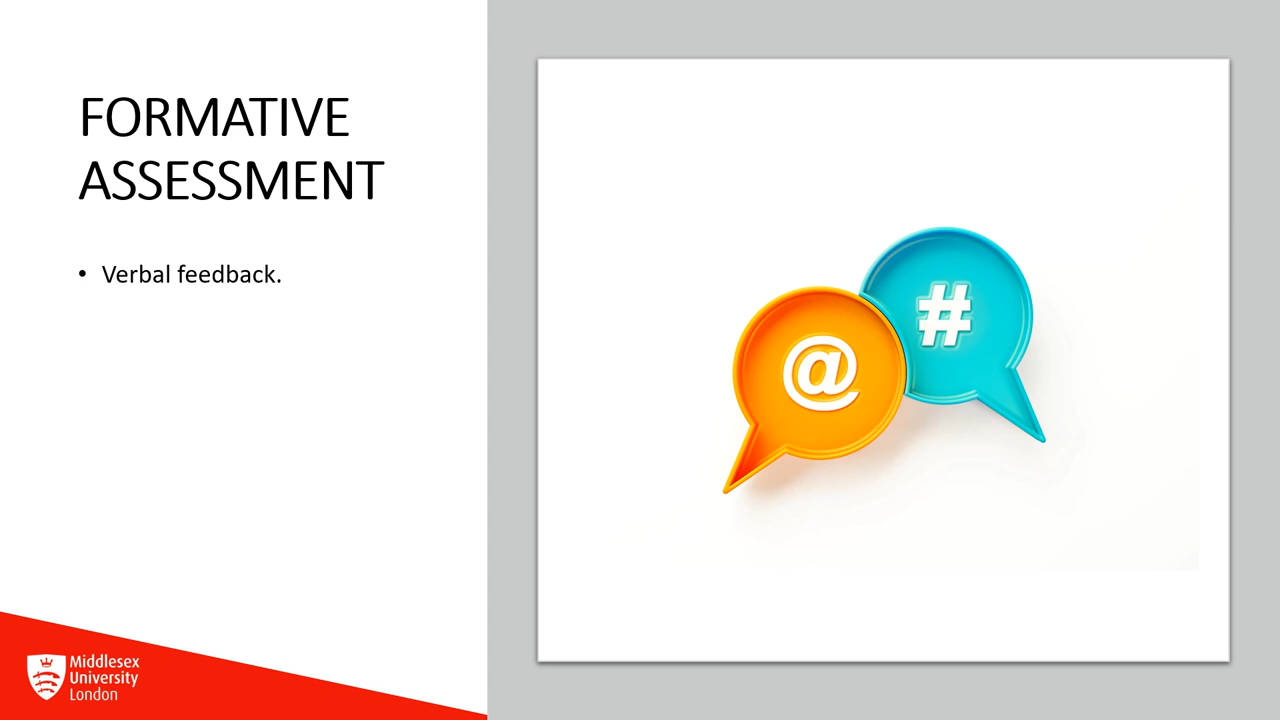 FORMATIVE
ASSESSMENT
• Verbal feedback.
@
#
Middlesex
University
London